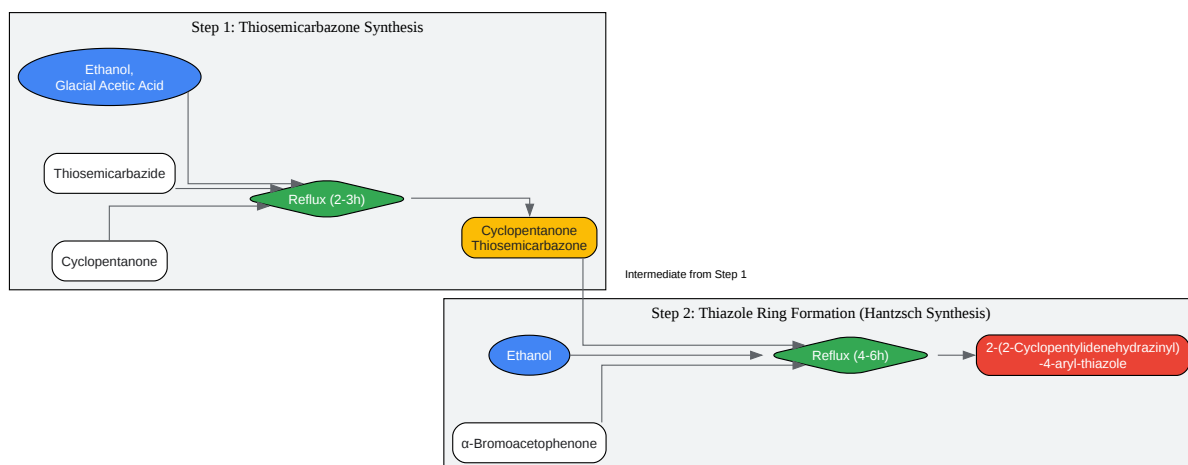 Step 1: Thiosemicarbazone Synthesis
Ethanol,
Glacial Acetic Acid
Thiosemicarbazide
Reflux (2-3h)
Cyclopentanone
Cyclopentanone
Thiosemicarbazone
Intermediate from Step 1
Step 2: Thiazole Ring Formation (Hantzsch Synthesis)
Ethanol
Reflux (4-6h)
2-(2-Cyclopentylidenehydrazinyl)
-4-aryl-thiazole
α-Bromoacetophenone